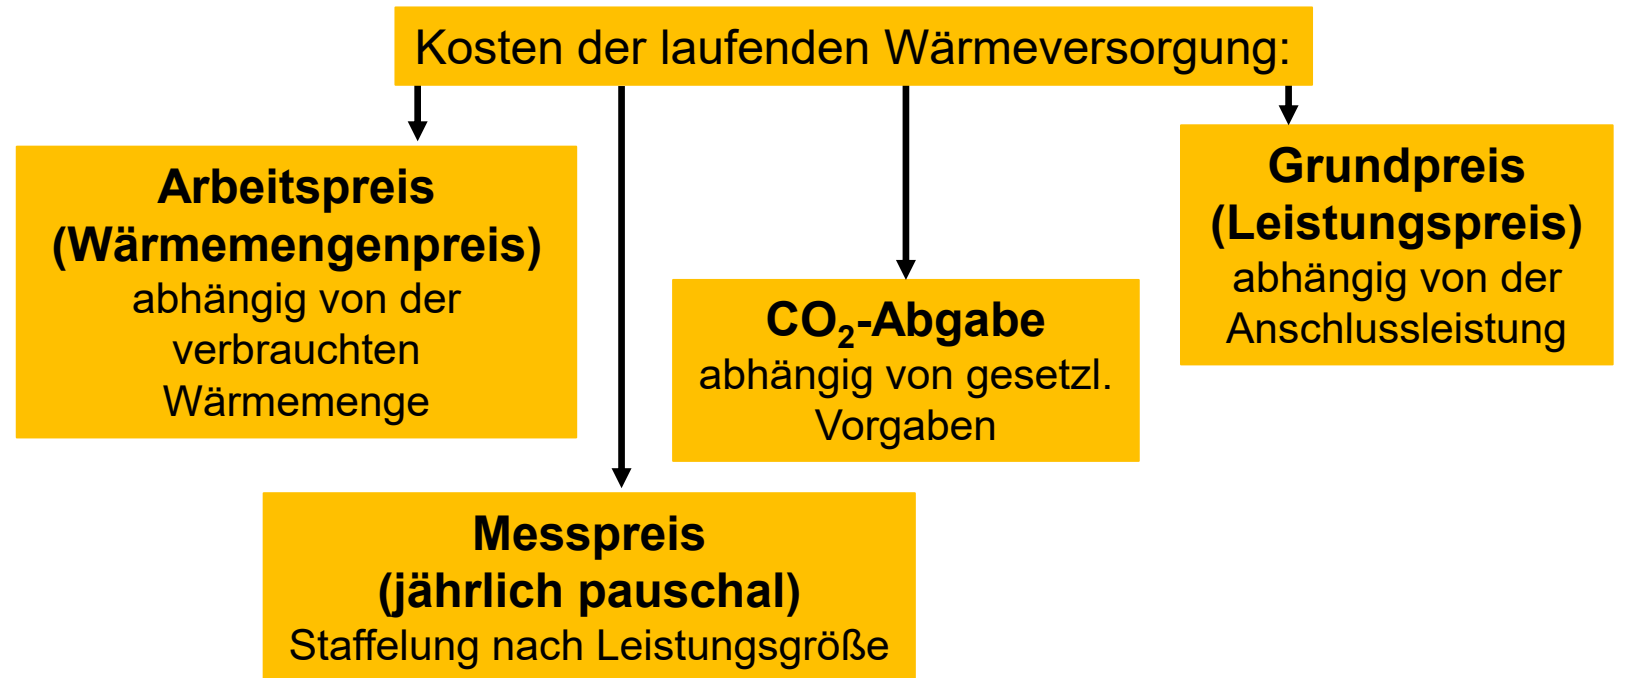 Kosten der laufenden Wärmeversorgung:
Arbeitspreis
(Wärmemengenpreis)
abhängig von der
verbrauchten
Wärmemenge
Messpreis
(jährlich pauschal)
Staffelung nach Leistungsgröße
CO₂-Abgabe
abhängig von gesetzl.
Vorgaben
Grundpreis
(Leistungspreis)
abhängig von der
Anschlussleistung